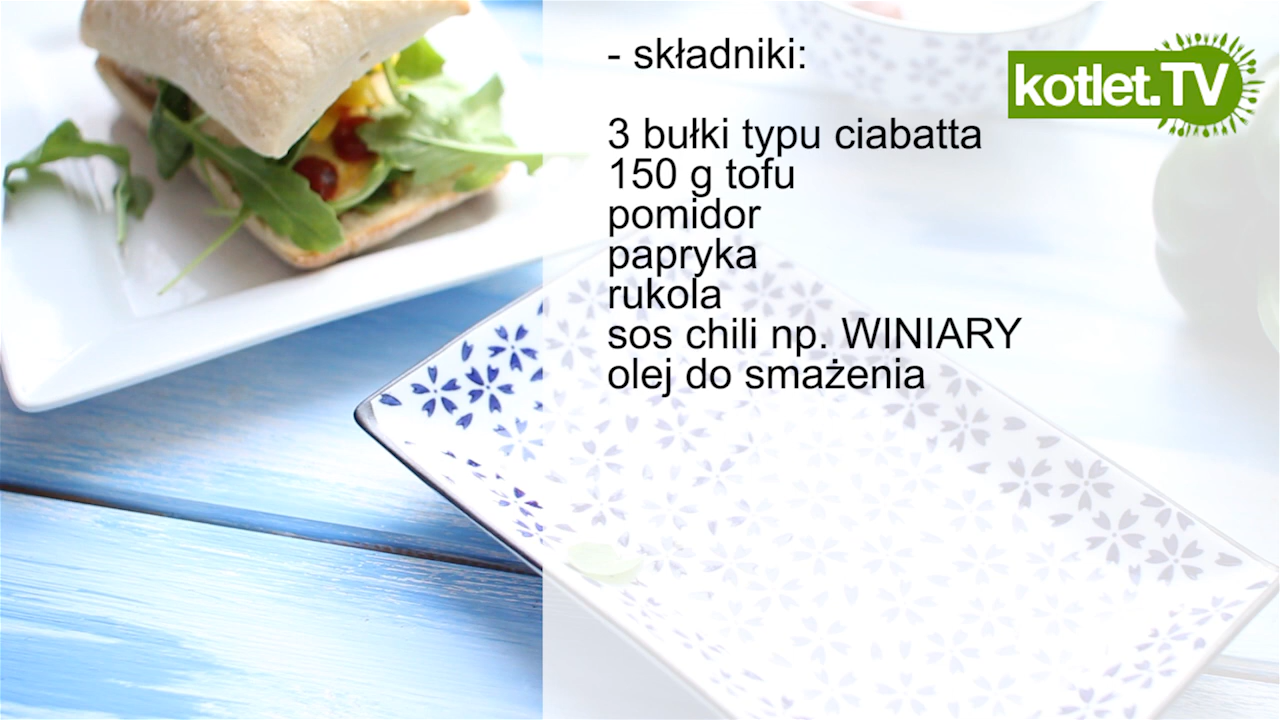 - składniki:
kotlet.TV
3 bułki typu ciabatta
150 g tofu
pomidor
papryka
rukola
sos chili np. WINIARY
olej do smażenia